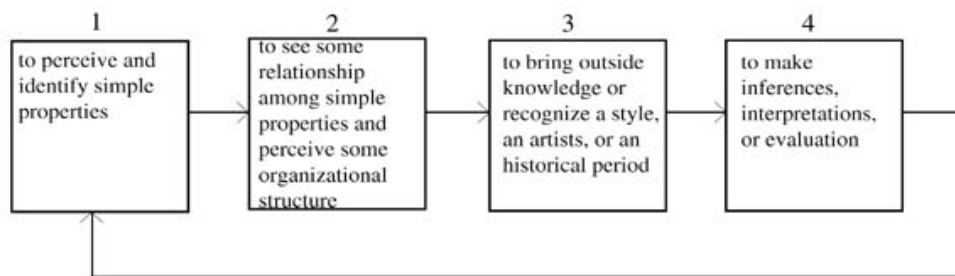 1
to perceive and
identify simple
properties
2
to see some
relationship
among simple
properties and
perceive some
organizational
structure
3
to bring outside
knowledge or
recognize a style,
an artists, or an
historical period
4
to make
inferences,
interpretations,
or evaluation